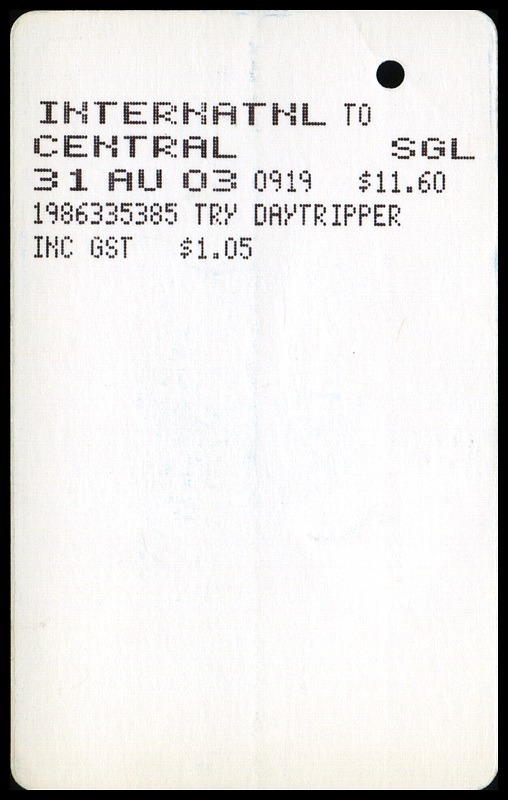 INTERNATNL TO
CENTRAL SGL
31 AU 03 0919 $11.60
1986335385 TRY DAYTRIPPER
INC GST $1.05